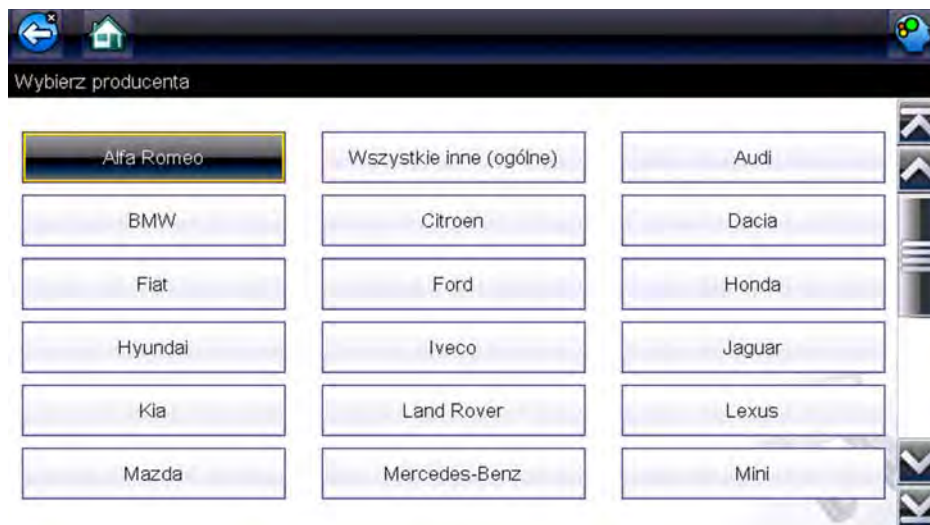 Wybierz producenta
Alfa Romeo Wszystkie inne (ogólne) Audi
BMW Citroen Dacia
Fiat Ford Honda
Hyundai Iveco Jaguar
Kia Land Rover Lexus
Mazda Mercedes-Benz Mini